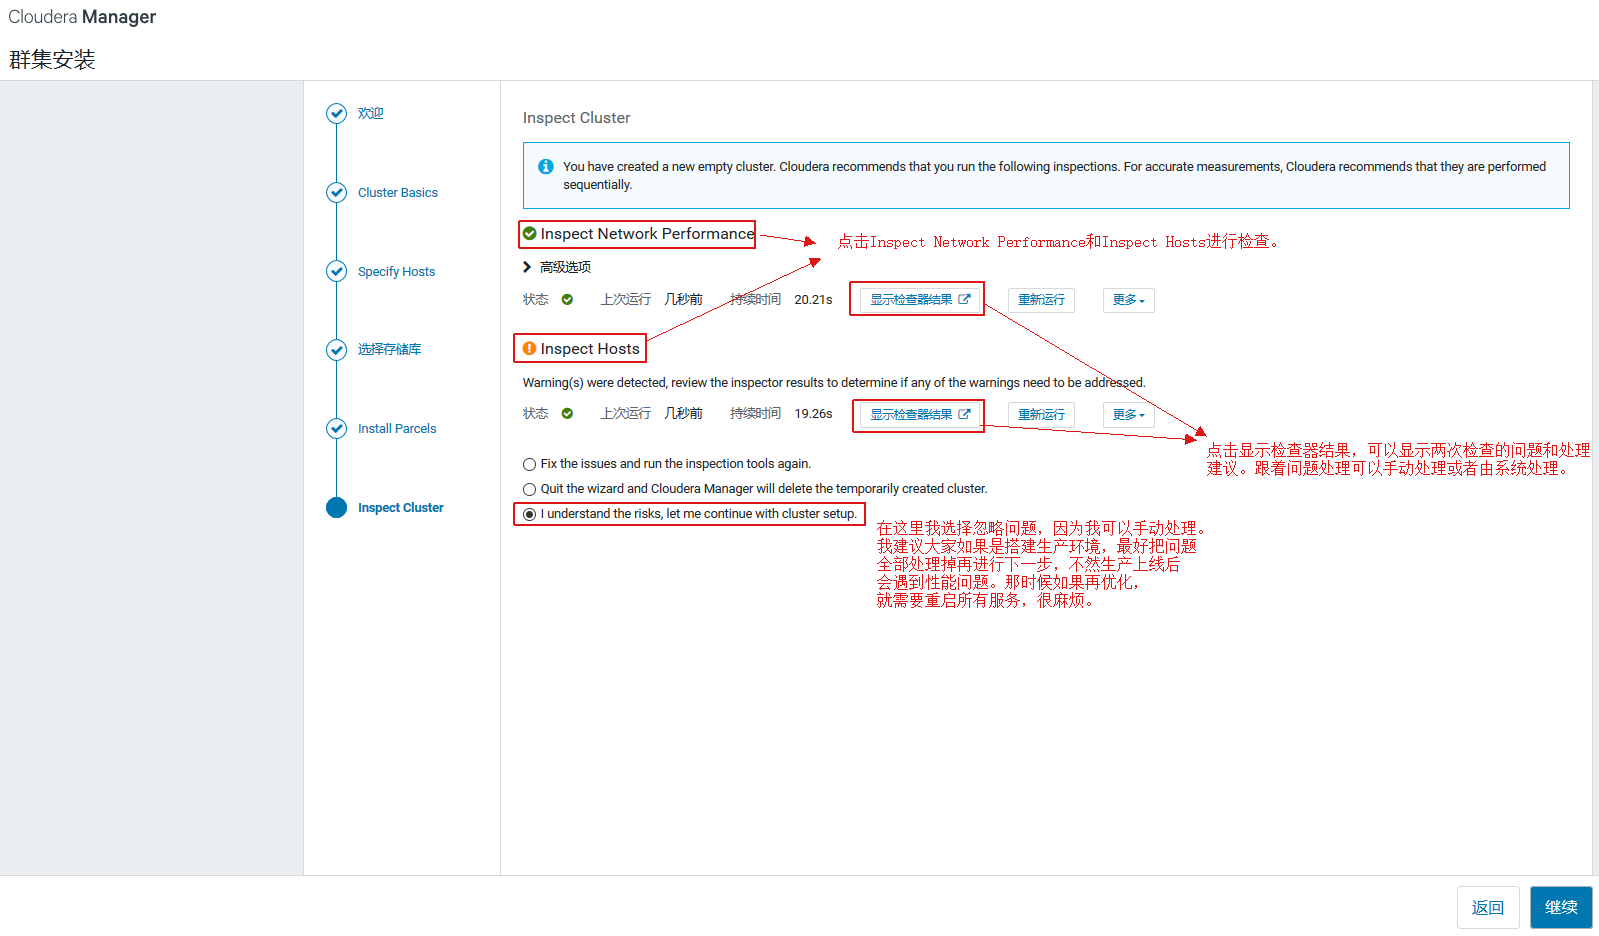 Cloudera Manager
群集安装
欢迎
Cluster Basics
Specify Hosts
选择存储库
Install Parcels
Inspect Cluster
Inspect Cluster
You have created a new empty cluster. Cloudera recommends that you run the following inspections. For accurate measurements, Cloudera recommends that they are performed
sequentially.
Inspect Network Performance
点击Inspect Network Performance和Inspect Hosts进行检查。
高级选项
状态 上次运行 几秒前 持续时间 20.21s 显示检查器结果 重新运行 更多
Inspect Hosts
Warning(s) were detected, review the inspector results to determine if any of the warnings need to be addressed.
状态 上次运行 几秒前 持续时间 19.26s 显示检查器结果 重新运行 更多
点击显示检查器结果，可以显示两次检查的问题和处理
建议。跟着问题处理可以手动处理或者由系统处理。
Fix the issues and run the inspection tools again.
Quit the wizard and Cloudera Manager will delete the temporarily created cluster.
I understand the risks, let me continue with cluster setup.
在这里我选择忽略问题，因为我可以手动处理。
我建议大家如果是搭建生产环境，最好把问题
全部处理掉再进行下一步，不然生产上线后
会遇到性能问题。那时候如果再优化，
就需要重启所有服务，很麻烦。
返回 继续